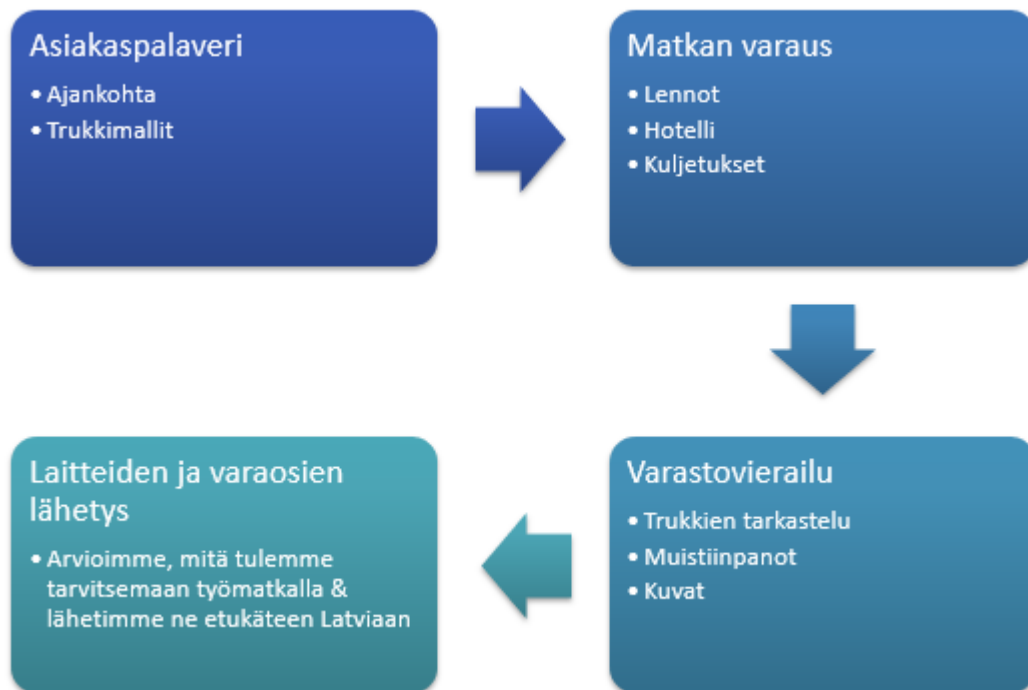 Asiakaspalaveri
• Ajankohta
• Trukkimallit
Matkan varaus
• Lennot
• Hotelli
• Kuljetukset
Varastovierailu
• Trukkien tarkastelu
• Muistiinpanot
• Kuvat
Laitteiden ja varaosien
lähetys
• Arvioimme, mitä tulemme
tarvitsemaan työmatkalla &
lähetimme ne etukäteen Latviaan